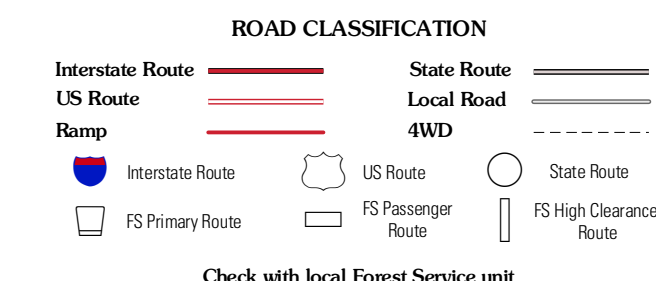 ROAD CLASSIFICATION
Interstate Route State Route
US Route Local Road
Ramp 4WD
Interstate Route US Route State Route
FS Primary Route
FS Passenger
Route
FS High Clearance
Route
Check with local Forest Service unit